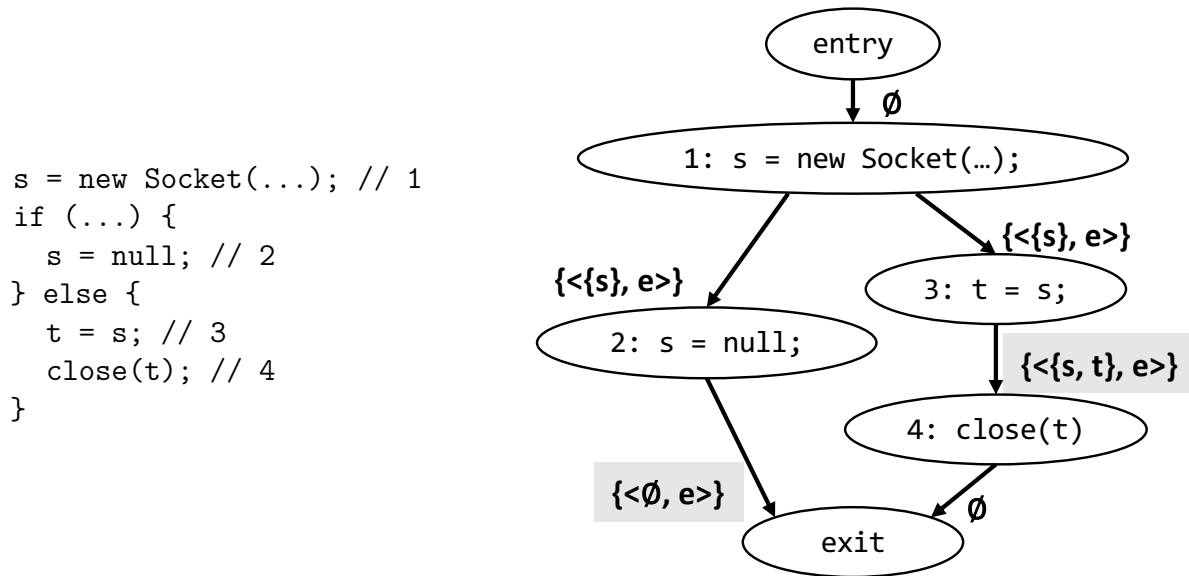 s = new Socket(...); // 1
if (...) {
  s = null; // 2
} else {
  t = s; // 3
  close(t); // 4
}
entry
∅
1: s = new Socket(…);
{<{s}, e>}
{<{s}, e>}
3: t = s;
2: s = null;
{<{s, t}, e>}
4: close(t)
{<∅, e>}
∅
exit